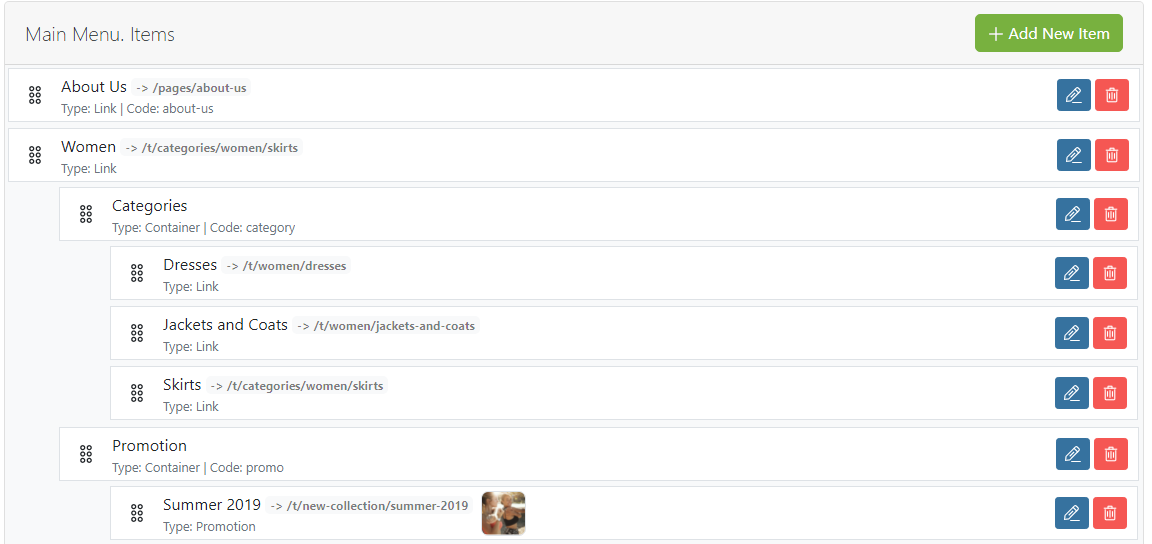 Main Menu. Items
+ Add New Item
About Us -> /pages/about-us
Type: Link | Code: about-us
Women -> /t/categories/women/skirts
Type: Link
Categories
Type: Container | Code: category
Dresses -> /t/women/dresses
Type: Link
Jackets and Coats -> /t/women/jackets-and-coats
Type: Link
Skirts -> /t/categories/women/skirts
Type: Link
Promotion
Type: Container | Code: promo
Summer 2019 -> /t/new-collection/summer-2019
Type: Promotion